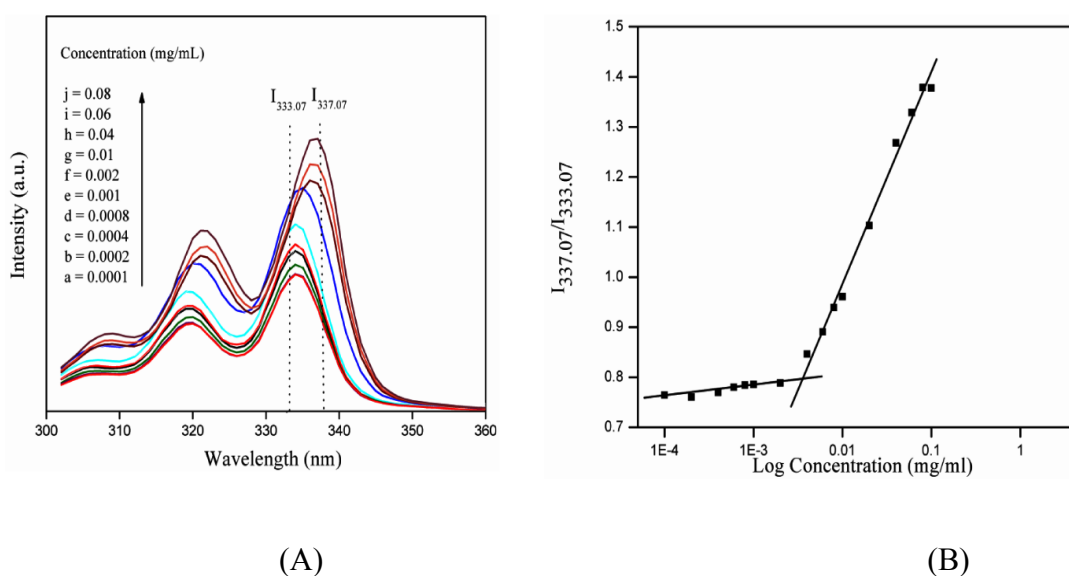 Concentration (mg/mL)
j = 0.08
i = 0.06
h = 0.04
g = 0.01
f = 0.002
e = 0.001
d = 0.0008
c = 0.0004
b = 0.0002
a = 0.0001
I333.07 I337.07
Intensity (a.u.)
300 310 320 330 340 350 360
Wavelength (nm)
(A)
1.5
1.4
1.3
1.2
1.1
1.0
0.9
0.8
0.7
I337.07/I333.07
1E-4 1E-3 0.01 0.1 1
Log Concentration (mg/ml)
(B)